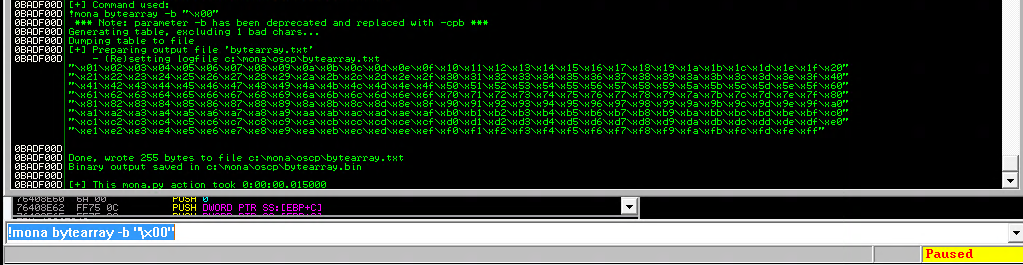 0BADF00D [+] Command used:
0BADF00D !mona bytearray -b "\x00"
0BADF00D *** Note: parameter -b has been deprecated and replaced with -cpb ***
0BADF00D Generating table, excluding 1 bad chars...
0BADF00D Dumping table to file
0BADF00D [+] Preparing output file 'bytearray.txt'
0BADF00D - (Re)setting logfile c:\mona\oscp\bytearray.txt
"\x01\x02\x03\x04\x05\x06\x07\x08\x09\x0a\x0b\x0c\x0d\x0e\x0f\x10\x11\x12\x13\x14\x15\x16\x17\x18\x19\x1a\x1b\x1c\x1d\x1e\x1f\x20"
"\x21\x22\x23\x24\x25\x26\x27\x28\x29\x2a\x2b\x2c\x2d\x2e\x2f\x30\x31\x32\x33\x34\x35\x36\x37\x38\x39\x3a\x3b\x3c\x3d\x3e\x3f\x40"
"\x41\x42\x43\x44\x45\x46\x47\x48\x49\x4a\x4b\x4c\x4d\x4e\x4f\x50\x51\x52\x53\x54\x55\x56\x57\x58\x59\x5a\x5b\x5c\x5d\x5e\x5f\x60"
"\x61\x62\x63\x64\x65\x66\x67\x68\x69\x6a\x6b\x6c\x6d\x6e\x6f\x70\x71\x72\x73\x74\x75\x76\x77\x78\x79\x7a\x7b\x7c\x7d\x7e\x7f\x80"
"\x81\x82\x83\x84\x85\x86\x87\x88\x89\x8a\x8b\x8c\x8d\x8e\x8f\x90\x91\x92\x93\x94\x95\x96\x97\x98\x99\x9a\x9b\x9c\x9d\x9e\x9f\xa0"
"\xa1\xa2\xa3\xa4\xa5\xa6\xa7\xa8\xa9\xaa\xab\xac\xad\xae\xaf\xb0\xb1\xb2\xb3\xb4\xb5\xb6\xb7\xb8\xb9\xba\xbb\xbc\xbd\xbe\xbf\xc0"
"\xc1\xc2\xc3\xc4\xc5\xc6\xc7\xc8\xc9\xca\xcb\xcc\xcd\xce\xcf\xd0\xd1\xd2\xd3\xd4\xd5\xd6\xd7\xd8\xd9\xda\xdb\xdc\xdd\xde\xdf\xe0"
"\xe1\xe2\xe3\xe4\xe5\xe6\xe7\xe8\xe9\xea\xeb\xec\xed\xee\xef\xf0\xf1\xf2\xf3\xf4\xf5\xf6\xf7\xf8\xf9\xfa\xfb\xfc\xfd\xfe\xff"
0BADF00D
0BADF00D Done, wrote 255 bytes to file c:\mona\oscp\bytearray.txt
0BADF00D Binary output saved in c:\mona\oscp\bytearray.bin
0BADF00D
0BADF00D [+] This mona.py action took 0:00:00.015000
76408E60 6A 00 PUSH 0
76408E62 FF75 0C PUSH DWORD PTR SS:[EBP+C]
!mona bytearray -b "\x00"
Paused